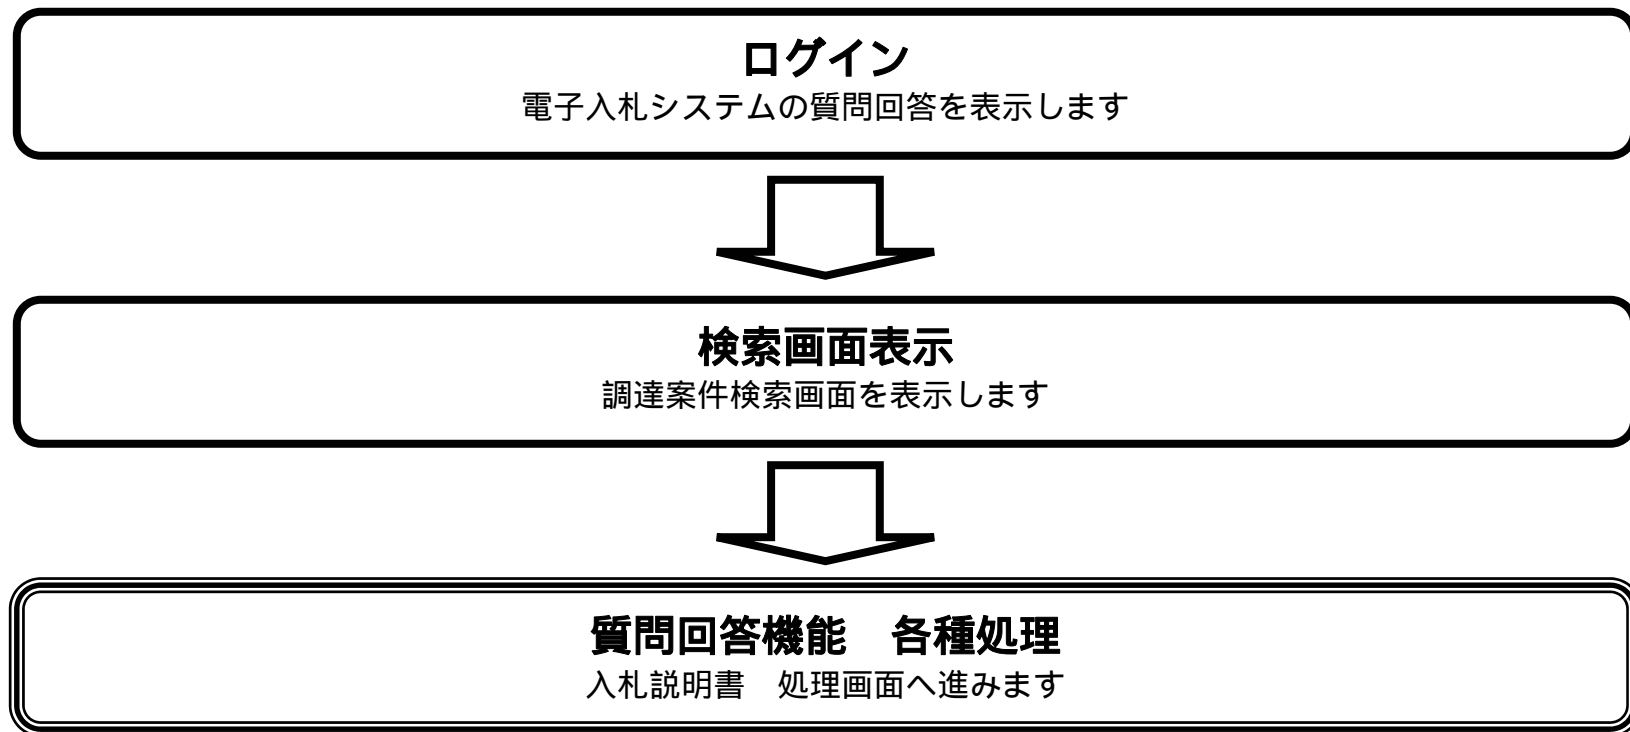 ログイン
電子入札システムの質問回答を表示します
検索画面表示
調達案件検索画面を表示します
質問回答機能　各種処理
入札説明書　処理画面へ進みます